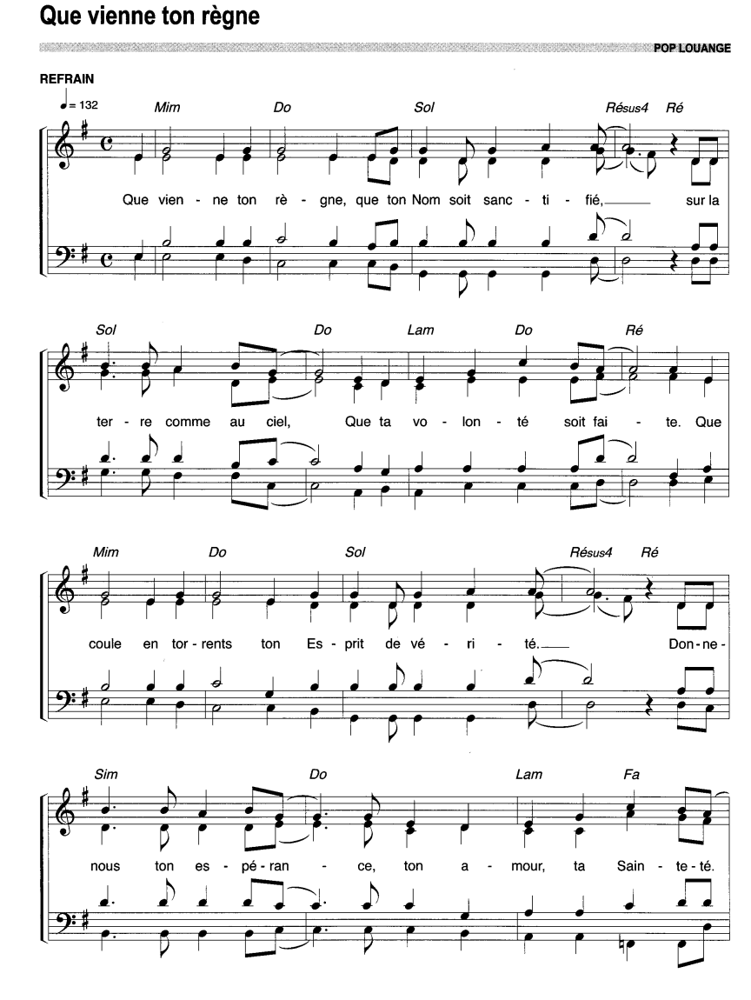 Que vienne ton règne
POP LOUANGE
REFRAIN
♩ = 132
Mim Do Sol Résus4 Ré
Que vien - ne ton rè - gne, que ton Nom soit sanc - ti - fié, sur la
Sol Do Lam Do Ré
ter - re comme au ciel, Que ta vo - lon - té soit fai - te. Que
Mim Do Sol Résus4 Ré
coule en tor - rents ton Es - prit de vé - ri - té. Don - ne -
Sim Do Lam Fa
nous ton es - pé - ran - ce, ton a - mour, ta Sain - te - té.